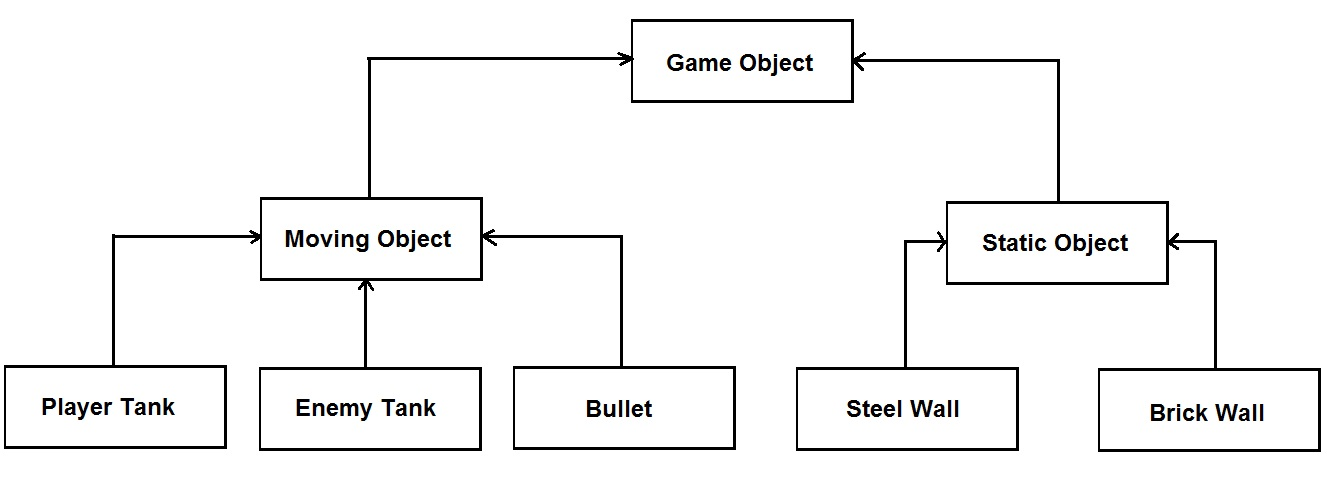 Game Object
Moving Object
Static Object
Player Tank
Enemy Tank
Bullet
Steel Wall
Brick Wall